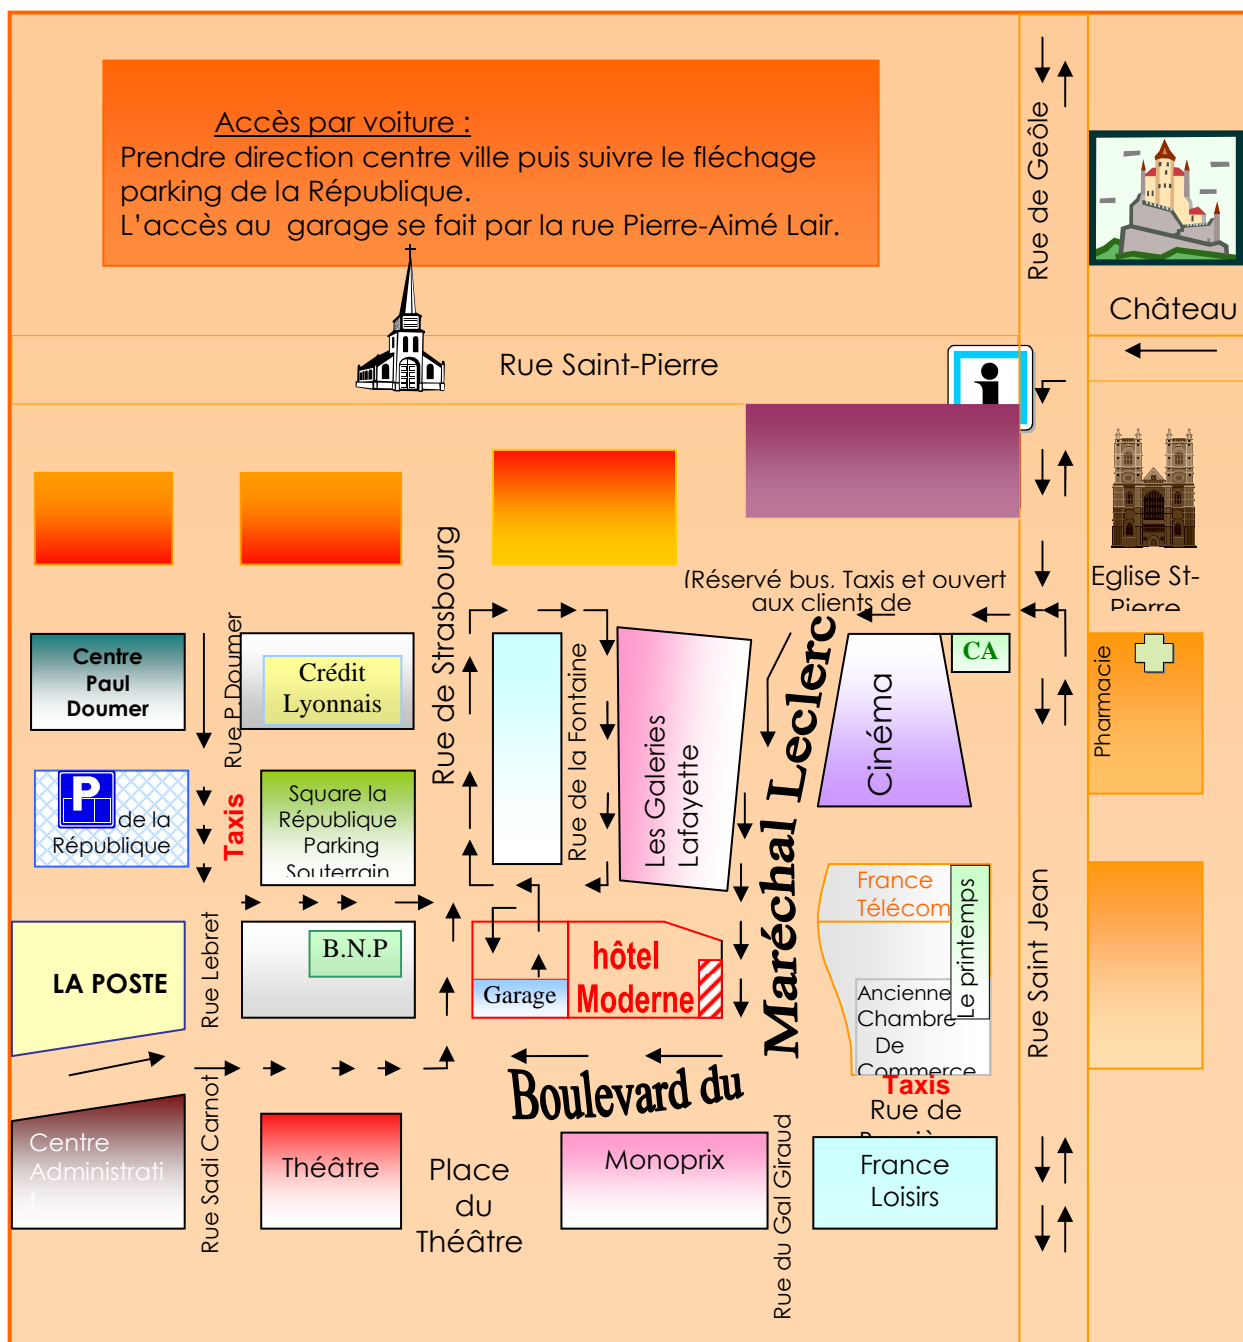 Accès par voiture :
Prendre direction centre ville puis suivre le fléchage
parking de la République.
L'accès au  garage se fait par la rue Pierre-Aimé Lair.
Rue de Geôle
Château
Rue Saint-Pierre
i
Eglise St-
Pierre
(Réservé bus, Taxis et ouvert
aux clients de
Rue de Strasbourg
Centre
Paul
Doumer
Rue P.Doumer
Crédit
Lyonnais
Rue de la Fontaine
Les Galeries
Lafayette
Maréchal Leclerc
Cinéma
CA
Pharmacie
P
de la
République
Taxis
Square la
République
Parking
Souterrain
France
Télécom
Le printemps
Rue Saint Jean
LA POSTE
Rue Lebret
B.N.P
Garage
hôtel
Moderne
Ancienne
Chambre
De
Commerce
Taxis
Rue de
Boulevard du
Centre
Administrati
f
Rue Sadi Carnot
Théâtre
Place
du
Théâtre
Monoprix
Rue du Gal Giraud
France
Loisirs